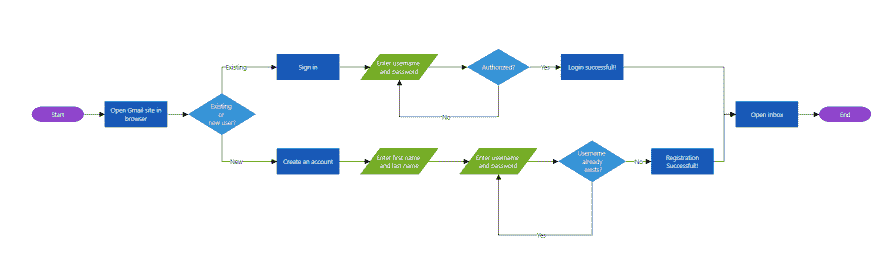 Existing
Sign in
Enter username
and password
Authorized?
Yes
Login successful!!
No
Start
Open Gmail site in
browser
Existing
or
new user?
Open inbox
End
New
Create an account
Enter first name
and last name
Enter username
and password
Username
already
exists?
No
Registration
Successful!!
Yes